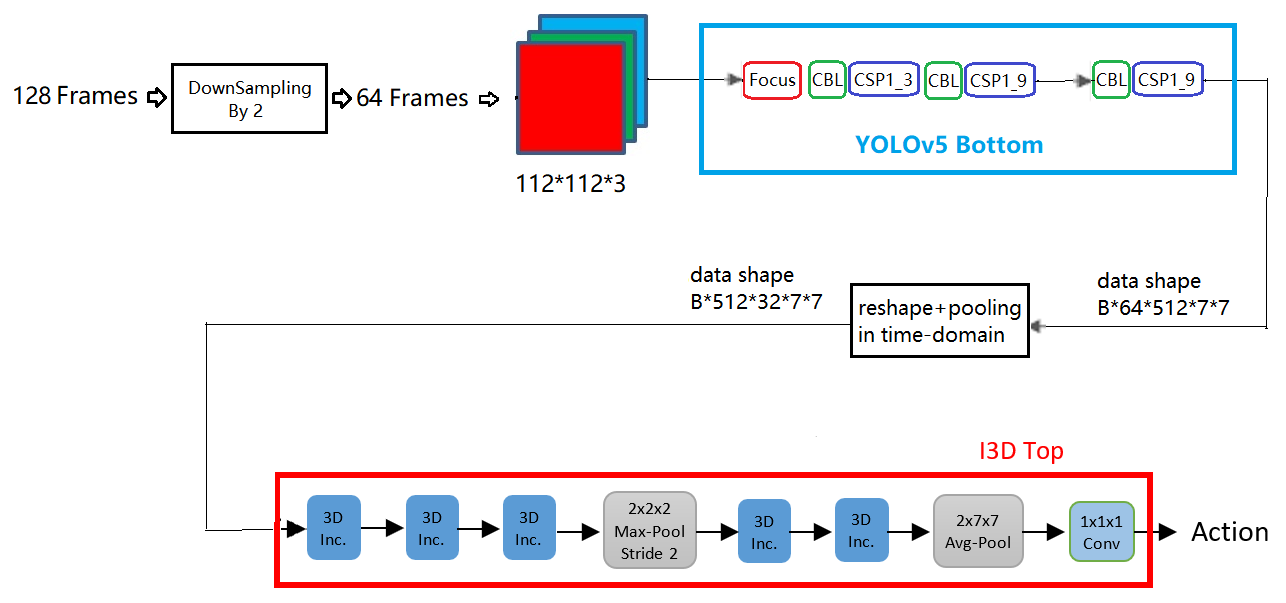 128 Frames
DownSampling
By 2
64 Frames
112*112*3
Focus
CBL
CSP1_3
CBL
CSP1_9
CBL
CSP1_9
YOLOv5 Bottom
data shape
B*64*512*7*7
reshape+pooling
in time-domain
data shape
B*512*32*7*7
I3D Top
3D
Inc.
3D
Inc.
3D
Inc.
2x2x2
Max-Pool
Stride 2
3D
Inc.
3D
Inc.
2x7x7
Avg-Pool
1x1x1
Conv
Action